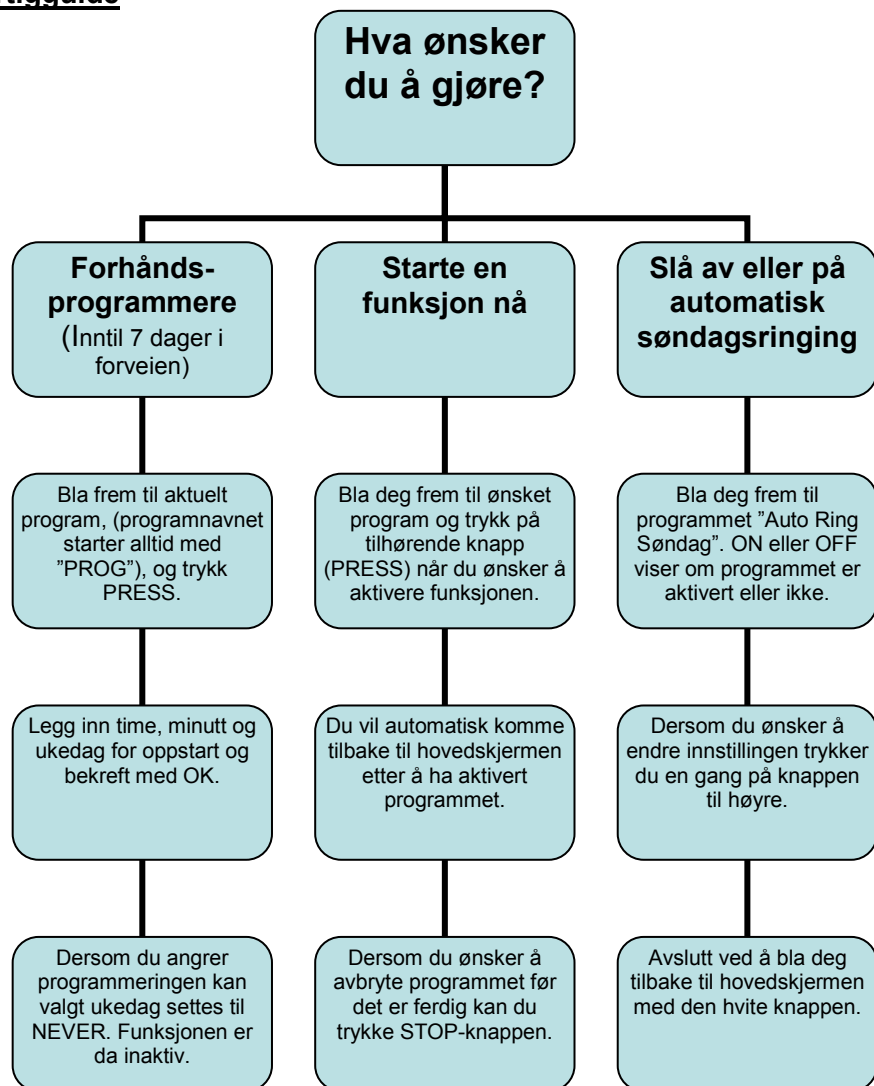 Hva ønsker
du å gjøre?
Forhånds-
programmere
(Inntil 7 dager i
forveien)
Starte en
funksjon nå
Slå av eller på
automatisk
søndagsringing
Bla frem til aktuelt
program, (programnavnet
starter alltid med
”PROG”), og trykk
PRESS.
Bla deg frem til ønsket
program og trykk på
tilhørende knapp
(PRESS) når du ønsker å
aktivere funksjonen.
Bla deg frem til
programmet ”Auto Ring
Søndag”. ON eller OFF
viser om programmet er
aktivert eller ikke.
Legg inn time, minutt og
ukedag for oppstart og
bekreft med OK.
Du vil automatisk komme
tilbake til hovedskjermen
etter å ha aktivert
programmet.
Dersom du ønsker å
endre innstillingen trykker
du en gang på knappen
til høyre.
Dersom du angrer
programmeringen kan
valgt ukedag settes til
NEVER. Funksjonen er
da inaktiv.
Dersom du ønsker å
avbryte programmet før
det er ferdig kan du
trykke STOP-knappen.
Avslutt ved å bla deg
tilbake til hovedskjermen
med den hvite knappen.